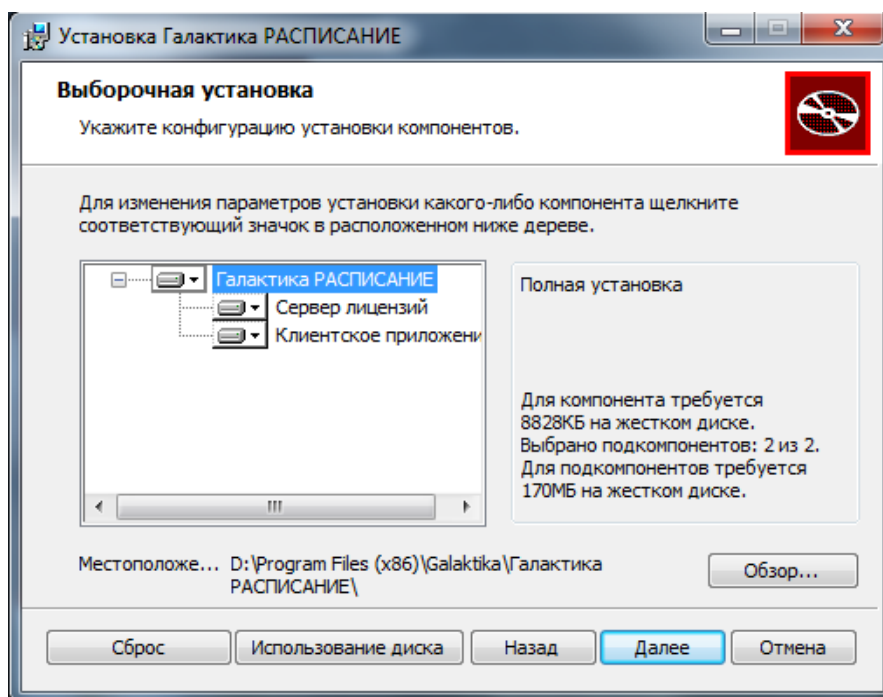 Установка Галактика РАСПИСАНИЕ
Выборочная установка
Укажите конфигурацию установки компонентов.
Для изменения параметров установки какого-либо компонента щелкните
соответствующий значок в расположенном ниже дереве.
Галактика РАСПИСАНИЕ
Сервер лицензий
Клиентское приложени
Полная установка
Для компонента требуется
8828КБ на жестком диске.
Выбрано подкомпонентов: 2 из 2.
Для подкомпонентов требуется
170МБ на жестком диске.
Местоположе... D:\Program Files (x86)\Galaktika\Галактика
РАСПИСАНИЕ\
Обзор...
Сброс Использование диска Назад Далее Отмена